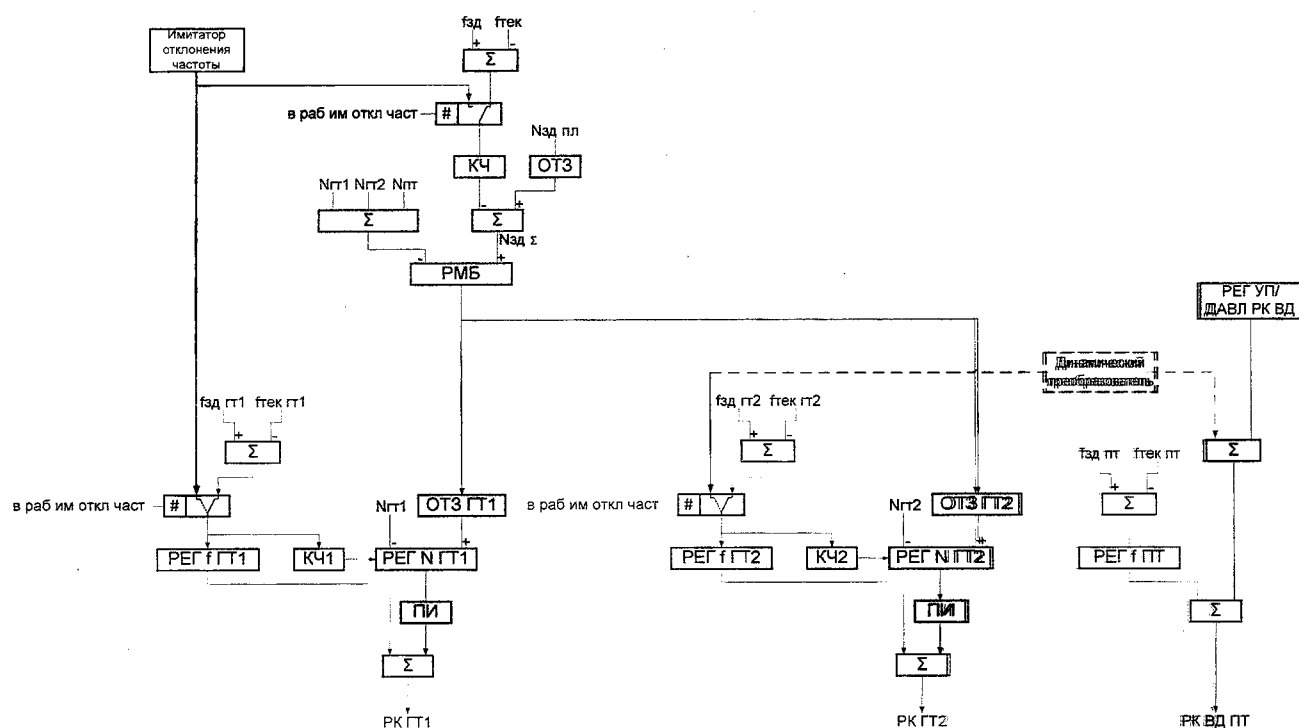 fзд fтек
Имитатор
отклонения
частоты
+ -
Σ
в раб им откл част #
Nзд пл
КЧ ОТЗ
Nгт1 Nгт2 Nпт
- +
Σ Σ
Nзд Σ
- +
РМБ
РЕГ УП/
ДАВЛ РК ВД
Динамический
преобразователь
fзд гт1 fтек гт1
fзд гт2 fтек гт2
+ -
+ -
Σ
Σ
Σ
fзд пт fтек пт
+ -
в раб им откл част #
Nгт1
ОТЗ ГТ1
в раб им откл част #
Nгт2
ОТЗ ГТ2
Σ
- +
- +
РЕГ f ГТ1 КЧ1 РЕГ N ГТ1
РЕГ f ГТ2 КЧ2 РЕГ N ГТ2
РЕГ f ПТ
ПИ
ПИ
Σ
Σ
Σ
РК ГТ1
РК ГТ2
РК ВД ПТ